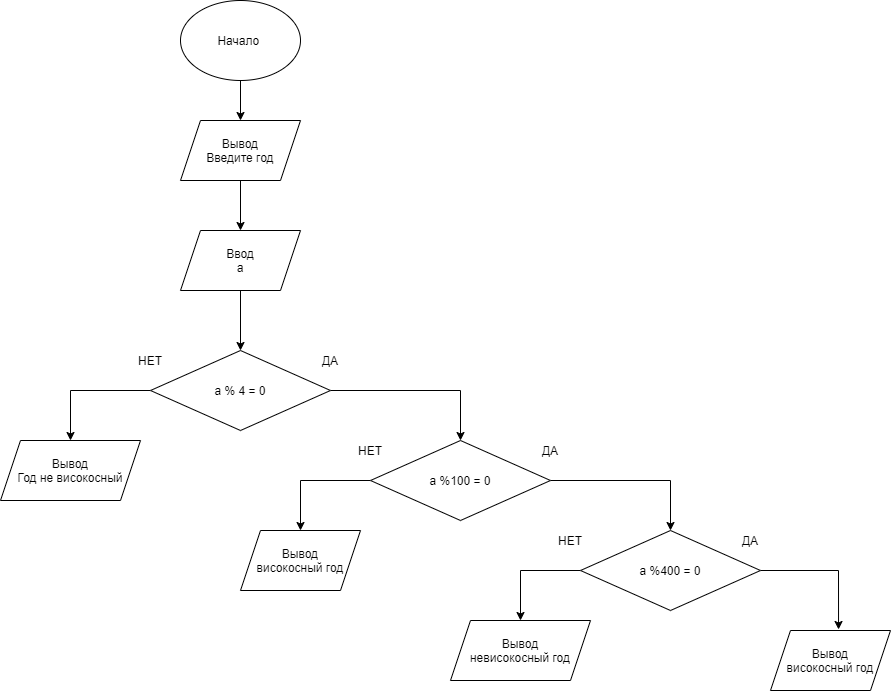 Начало
Вывод
Введите год
Ввод
а
НЕТ
ДА
а % 4 = 0
Вывод
Год не високосный
НЕТ
ДА
а %100 = 0
Вывод
високосный год
НЕТ
ДА
а %400 = 0
Вывод
невисокосный год
Вывод
високосный год